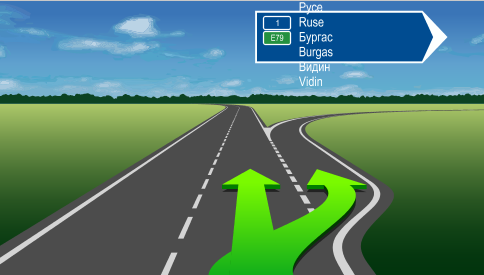 Русе
1 Ruse
E79 Бургас
Burgas
Видин
Vidin